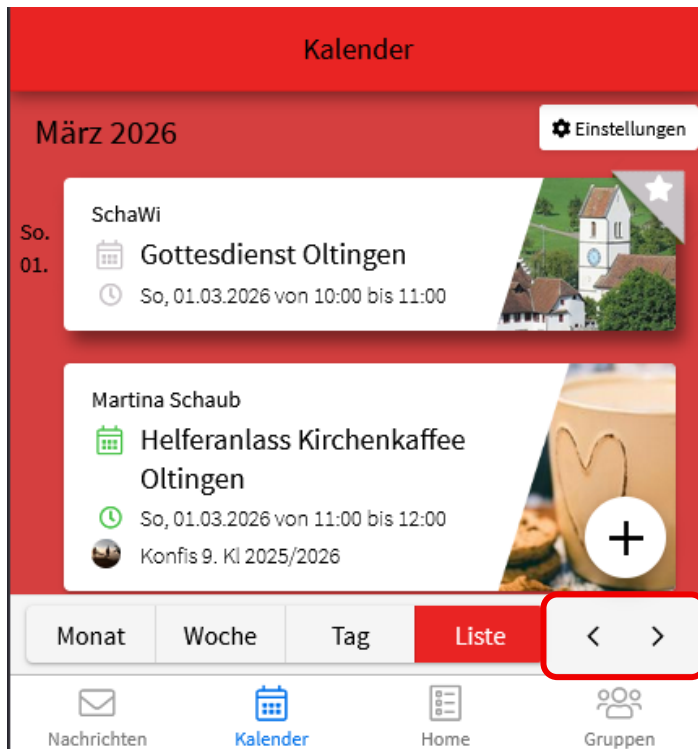 Kalender
März 2026
Einstellungen
So.
01.
SchaWi
Gottesdienst Oltingen
So, 01.03.2026 von 10:00 bis 11:00
Martina Schaub
Helferanlass Kirchenkaffee
Oltingen
So, 01.03.2026 von 11:00 bis 12:00
Konfis 9. Kl 2025/2026
Monat Woche Tag Liste
Nachrichten Kalender Home Gruppen